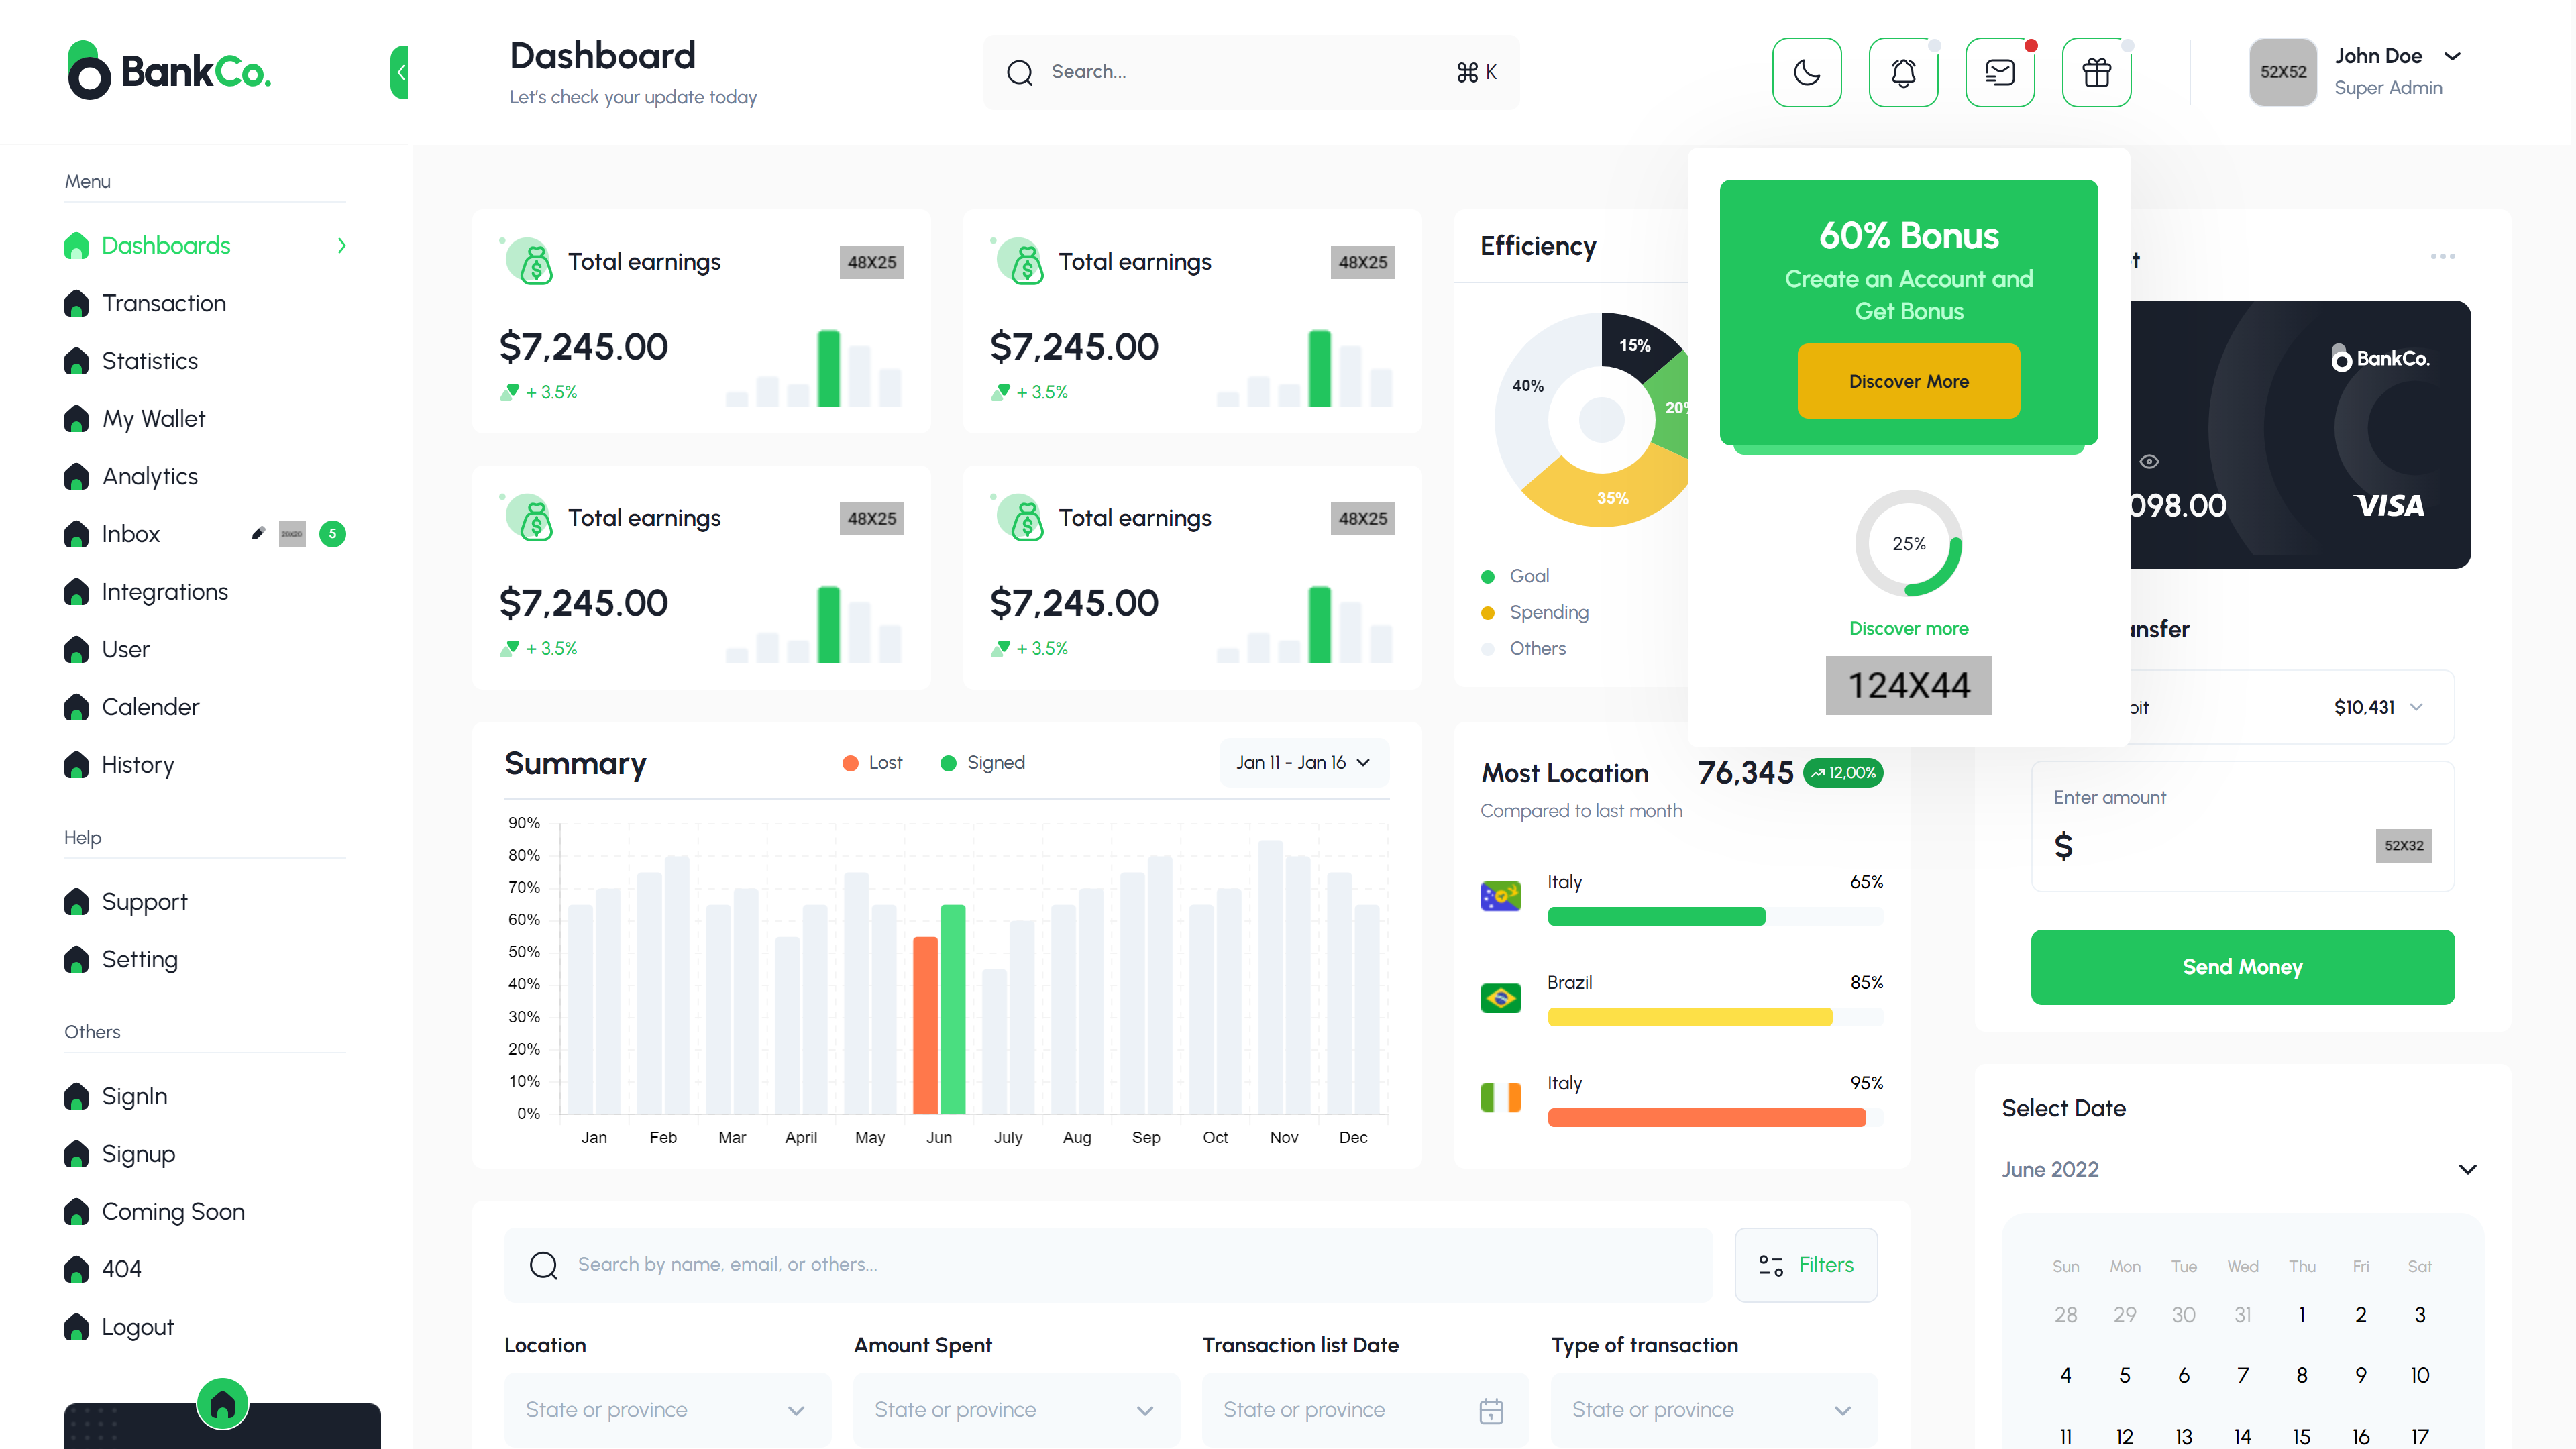 BankCo.
Dashboard
Let's check your update today
Search...
⌘ K
52X52
John Doe
Super Admin
Menu
Dashboards
Transaction
Statistics
My Wallet
Analytics
Inbox
20X20
5
Integrations
User
Calender
History
Help
Support
Setting
Others
SignIn
Signup
Coming Soon
404
Logout
Total earnings
48X25
$7,245.00
+ 3.5%
Total earnings
48X25
$7,245.00
+ 3.5%
Total earnings
48X25
$7,245.00
+ 3.5%
Total earnings
48X25
$7,245.00
+ 3.5%
Efficiency
15%
40%
35%
Goal
Spending
Others
60% Bonus
Create an Account and
Get Bonus
Discover More
25%
Discover more
124X44
BankCo.
098.00
VISA
$10,431
Enter amount
$
52X32
Send Money
Summary
Lost
Signed
Jan 11 - Jan 16
90%
80%
70%
60%
50%
40%
30%
20%
10%
0%
Jan Feb Mar April May Jun July Aug Sep Oct Nov Dec
Most Location
76,345
12,00%
Compared to last month
Italy 65%
Brazil 85%
Italy 95%
Select Date
June 2022
Sun Mon Tue Wed Thu Fri Sat
28 29 30 31 1 2 3
4 5 6 7 8 9 10
11 12 13 14 15 16 17
Search by name, email, or others...
Filters
Location
State or province
Amount Spent
State or province
Transaction list Date
State or province
Type of transaction
State or province